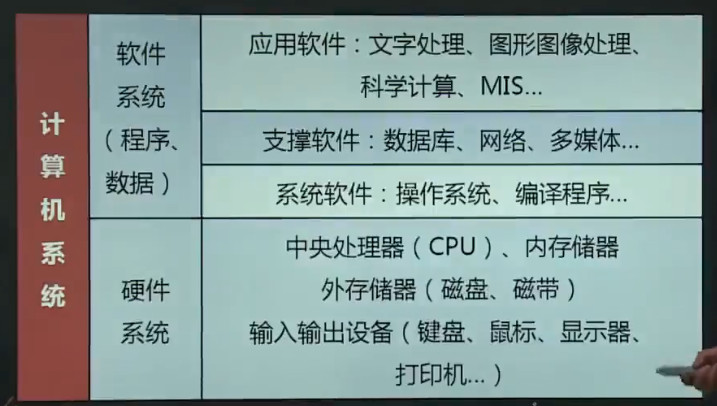 计算机系统
软件
系统
（程序、
数据）
应用软件：文字处理、图形图像处理、
科学计算、MIS...
支撑软件：数据库、网络、多媒体...
系统软件：操作系统、编译程序...
硬件
系统
中央处理器（CPU）、内存储器
外存储器（磁盘、磁带）
输入输出设备（键盘、鼠标、显示器、
打印机...）